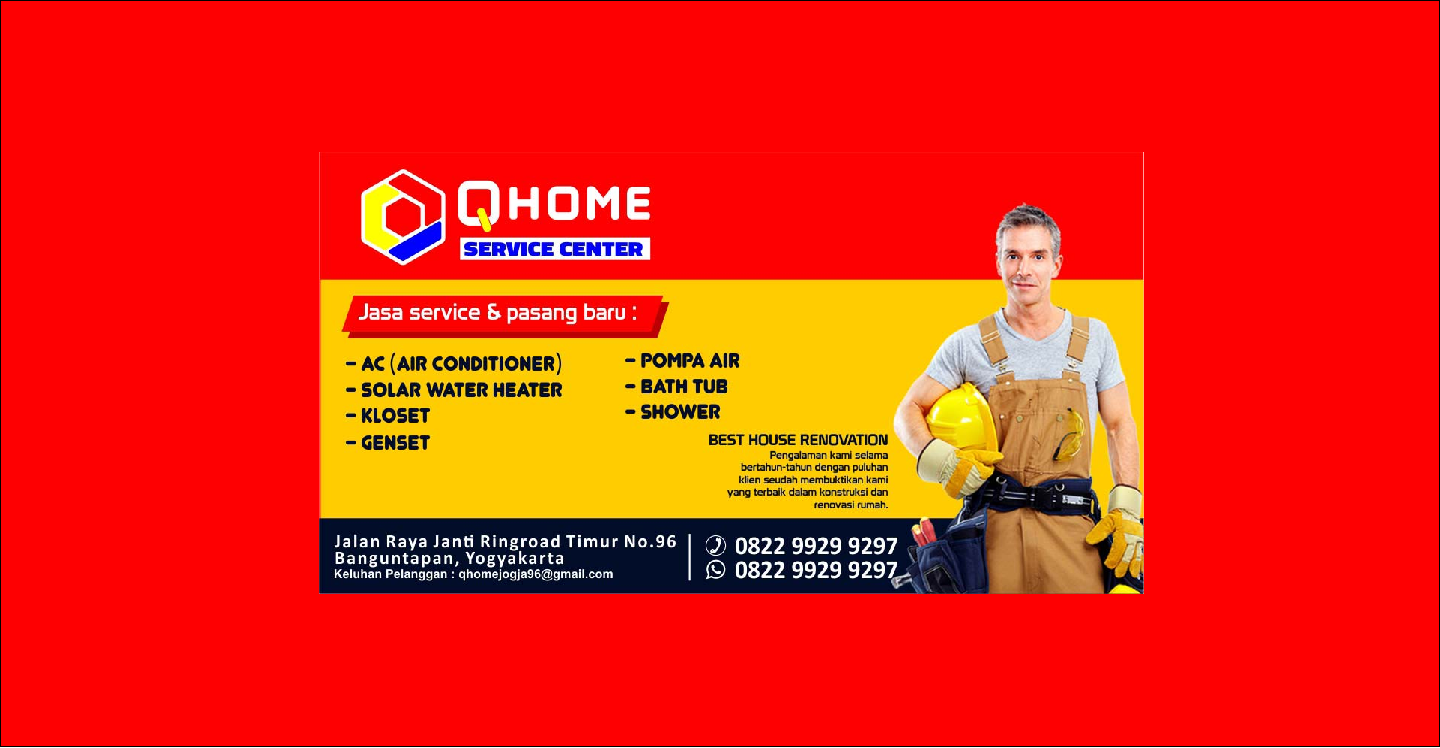 QHOME
SERVICE CENTER
Jasa service & pasang baru :
- AC (AIR CONDITIONER)
- SOLAR WATER HEATER
- KLOSET
- GENSET
- POMPA AIR
- BATH TUB
- SHOWER
BEST HOUSE RENOVATION
Pengalaman kami selama
bertahun-tahun dengan puluhan
klien seudah membuktikan kami
yang terbaik dalam konstruksi dan
renovasi rumah.
Jalan Raya Janti Ringroad Timur No.96
Banguntapan, Yogyakarta
Keluhan Pelanggan : qhomejogja96@gmail.com
0822 9929 9297
0822 9929 9297